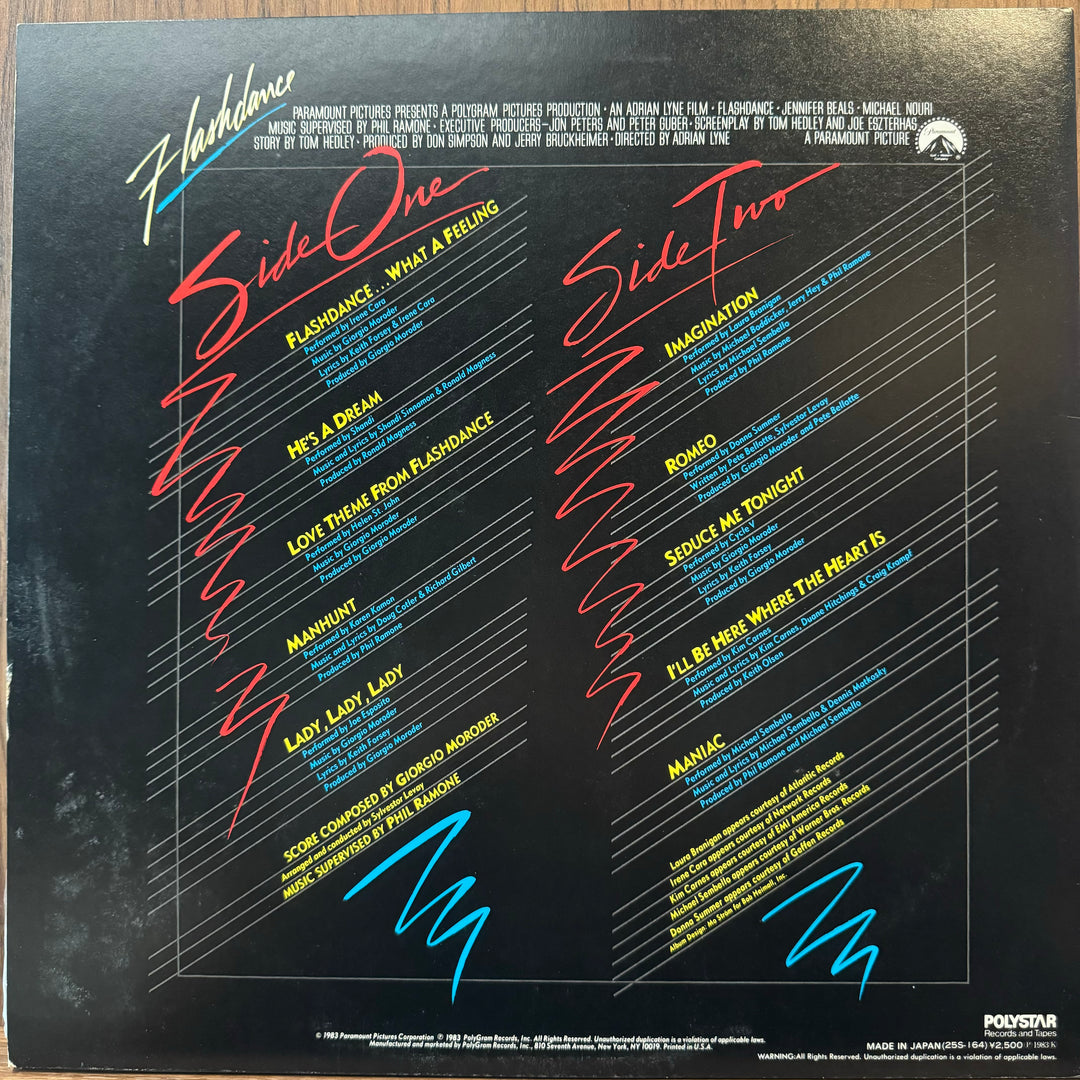 Flashdance
PARAMOUNT PICTURES PRESENTS A POLYGRAM PICTURES PRODUCTION · AN ADRIAN LYNE FILM · FLASHDANCE · JENNIFER BEALS · MICHAEL NOURI
MUSIC SUPERVISED BY PHIL RAMONE · EXECUTIVE PRODUCERS–JON PETERS AND PETER GUBER · SCREENPLAY BY TOM HEDLEY AND JOE ESZTERHAS
STORY BY TOM HEDLEY · PRODUCED BY DON SIMPSON AND JERRY BRUCKHEIMER · DIRECTED BY ADRIAN LYNE
A PARAMOUNT PICTURE
Paramount
Side One
FLASHDANCE...WHAT A FEELING
Performed by Irene Cara
Music by Giorgio Moroder
Lyrics by Keith Forsey & Irene Cara
Produced by Giorgio Moroder
HE'S A DREAM
Performed by Shandi
Music and Lyrics by Shandi Sinnamon & Ronald Magness
Produced by Ronald Magness
LOVE THEME FROM FLASHDANCE
Performed by Helen St. John
Music by Giorgio Moroder
Produced by Giorgio Moroder
MANHUNT
Performed by Karen Kamon
Music and Lyrics by Doug Cotler & Richard Gilbert
Produced by Phil Ramone
LADY, LADY, LADY
Performed by Joe Esposito
Music by Giorgio Moroder
Lyrics by Keith Forsey
Produced by Giorgio Moroder
SCORE COMPOSED BY GIORGIO MORODER
Arranged and conducted by Sylvestor Levay
MUSIC SUPERVISED BY PHIL RAMONE
Side Two
IMAGINATION
Performed by Laura Branigan
Music by Michael Boddicker, Jerry Hey & Phil Ramone
Lyrics by Michael Sembello
Produced by Phil Ramone
ROMEO
Performed by Donna Summer
Written by Pete Bellotte, Sylvestor Levay
Produced by Giorgio Moroder and Pete Bellotte
SEDUCE ME TONIGHT
Performed by Cycle V
Music by Giorgio Moroder
Lyrics by Keith Forsey
Produced by Giorgio Moroder
I'LL BE HERE WHERE THE HEART IS
Performed by Kim Carnes
Music and Lyrics by Kim Carnes, Duane Hitchings & Craig Krampf
Produced by Keith Olsen
MANIAC
Performed by Michael Sembello
Music and Lyrics by Michael Sembello & Dennis Matkosky
Produced by Phil Ramone and Michael Sembello
Laura Branigan appears courtesy of Atlantic Records
Irene Cara appears courtesy of Network Records
Kim Carnes appears courtesy of EMI America Records
Michael Sembello appears courtesy of Warner Bros. Records
Donna Summer appears courtesy of Geffen Records
Album Design: Mo Ström for Bob Heimall, Inc.
© 1983 Paramount Pictures Corporation ℗ 1983 PolyGram Records, Inc. All Rights Reserved. Unauthorized duplication is a violation of applicable laws.
Manufactured and marketed by PolyGram Records, Inc., 810 Seventh Avenue, New York, NY 10019. Printed in U.S.A.
POLYSTAR
Records and Tapes
MADE IN JAPAN (25S-164) ¥2,500 ℗ 1983 K
WARNING: All Rights Reserved. Unauthorized duplication is a violation of applicable laws.